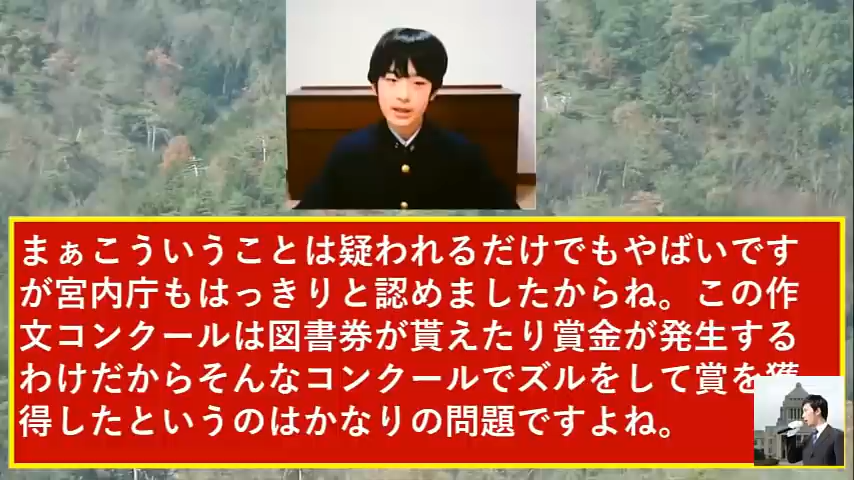 まぁこういうことは疑われるだけでもやばいです
が宮内庁もはっきりと認めましたからね。この作
文コンクールは図書券が貰えたり賞金が発生する
わけだからそんなコンクールでズルをして賞を獲
得したというのはかなりの問題ですよね。